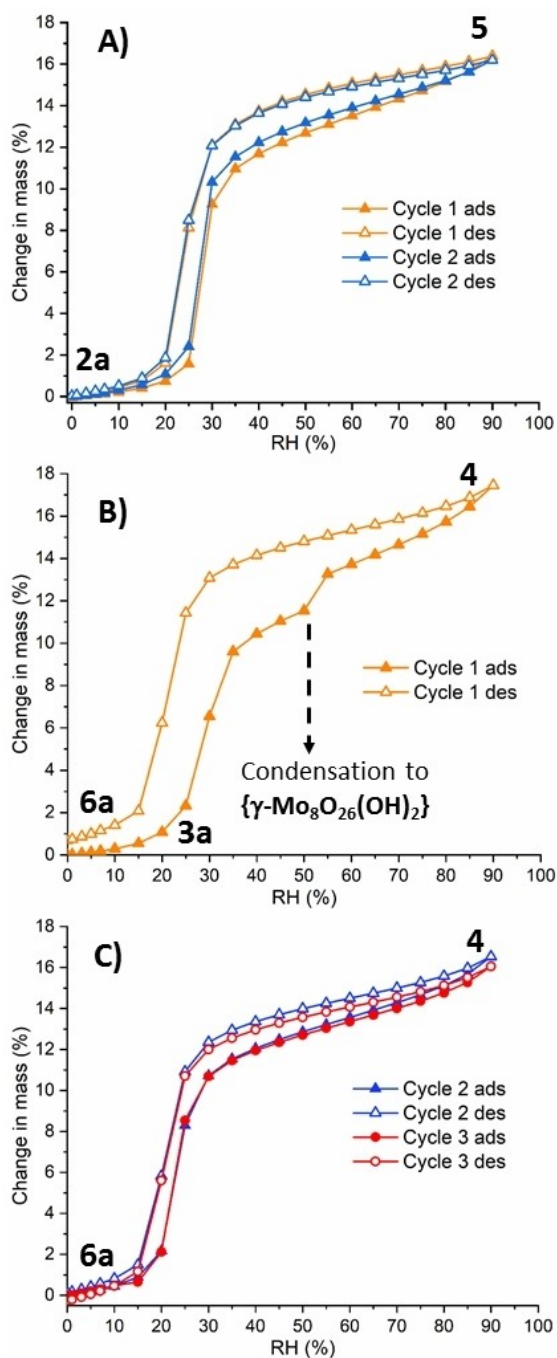 A)
5
18
16
14
12
10
8
6
4
2
0
Change in mass (%)
Cycle 1 ads
Cycle 1 des
Cycle 2 ads
Cycle 2 des
2a
0 10 20 30 40 50 60 70 80 90 100
RH (%)
B)
4
18
16
14
12
10
8
6
4
2
0
Change in mass (%)
Cycle 1 ads
Cycle 1 des
Condensation to
{γ-Mo₈O₂₆(OH)₂}
6a
3a
0 10 20 30 40 50 60 70 80 90 100
RH (%)
C)
4
18
16
14
12
10
8
6
4
2
0
Change in mass (%)
Cycle 2 ads
Cycle 2 des
Cycle 3 ads
Cycle 3 des
6a
0 10 20 30 40 50 60 70 80 90 100
RH (%)